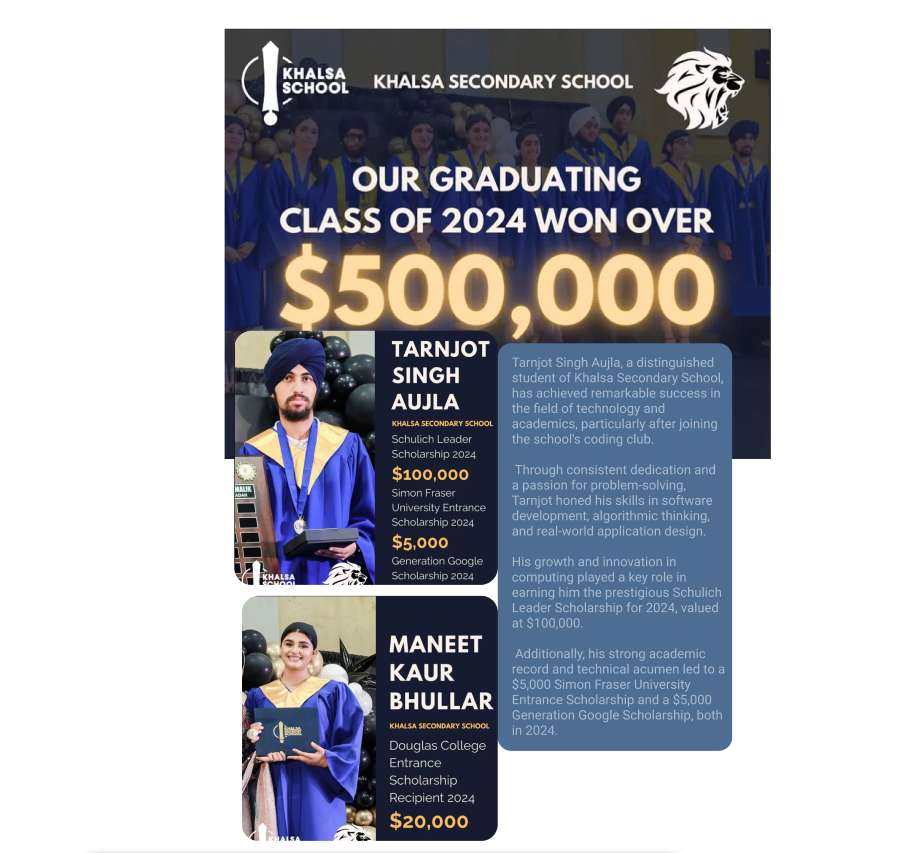 KHALSA
SCHOOL
KHALSA SECONDARY SCHOOL
OUR GRADUATING
CLASS OF 2024 WON OVER
$500,000
TARNJOT
SINGH
AUJLA
KHALSA SECONDARY SCHOOL
Schulich Leader
Scholarship 2024
$100,000
Simon Fraser
University Entrance
Scholarship 2024
$5,000
Generation Google
Scholarship 2024
KHALSA
SCHOOL
Tarnjot Singh Aujla, a distinguished
student of Khalsa Secondary School,
has achieved remarkable success in
the field of technology and
academics, particularly after joining
the school's coding club.
Through consistent dedication and
a passion for problem-solving,
Tarnjot honed his skills in software
development, algorithmic thinking,
and real-world application design.
His growth and innovation in
computing played a key role in
earning him the prestigious Schulich
Leader Scholarship for 2024, valued
at $100,000.
Additionally, his strong academic
record and technical acumen led to a
$5,000 Simon Fraser University
Entrance Scholarship and a $5,000
Generation Google Scholarship, both
in 2024.
MANEET
KAUR
BHULLAR
KHALSA SECONDARY SCHOOL
Douglas College
Entrance
Scholarship
Recipient 2024
$20,000
KHALSA
SCHOOL
KHALSA